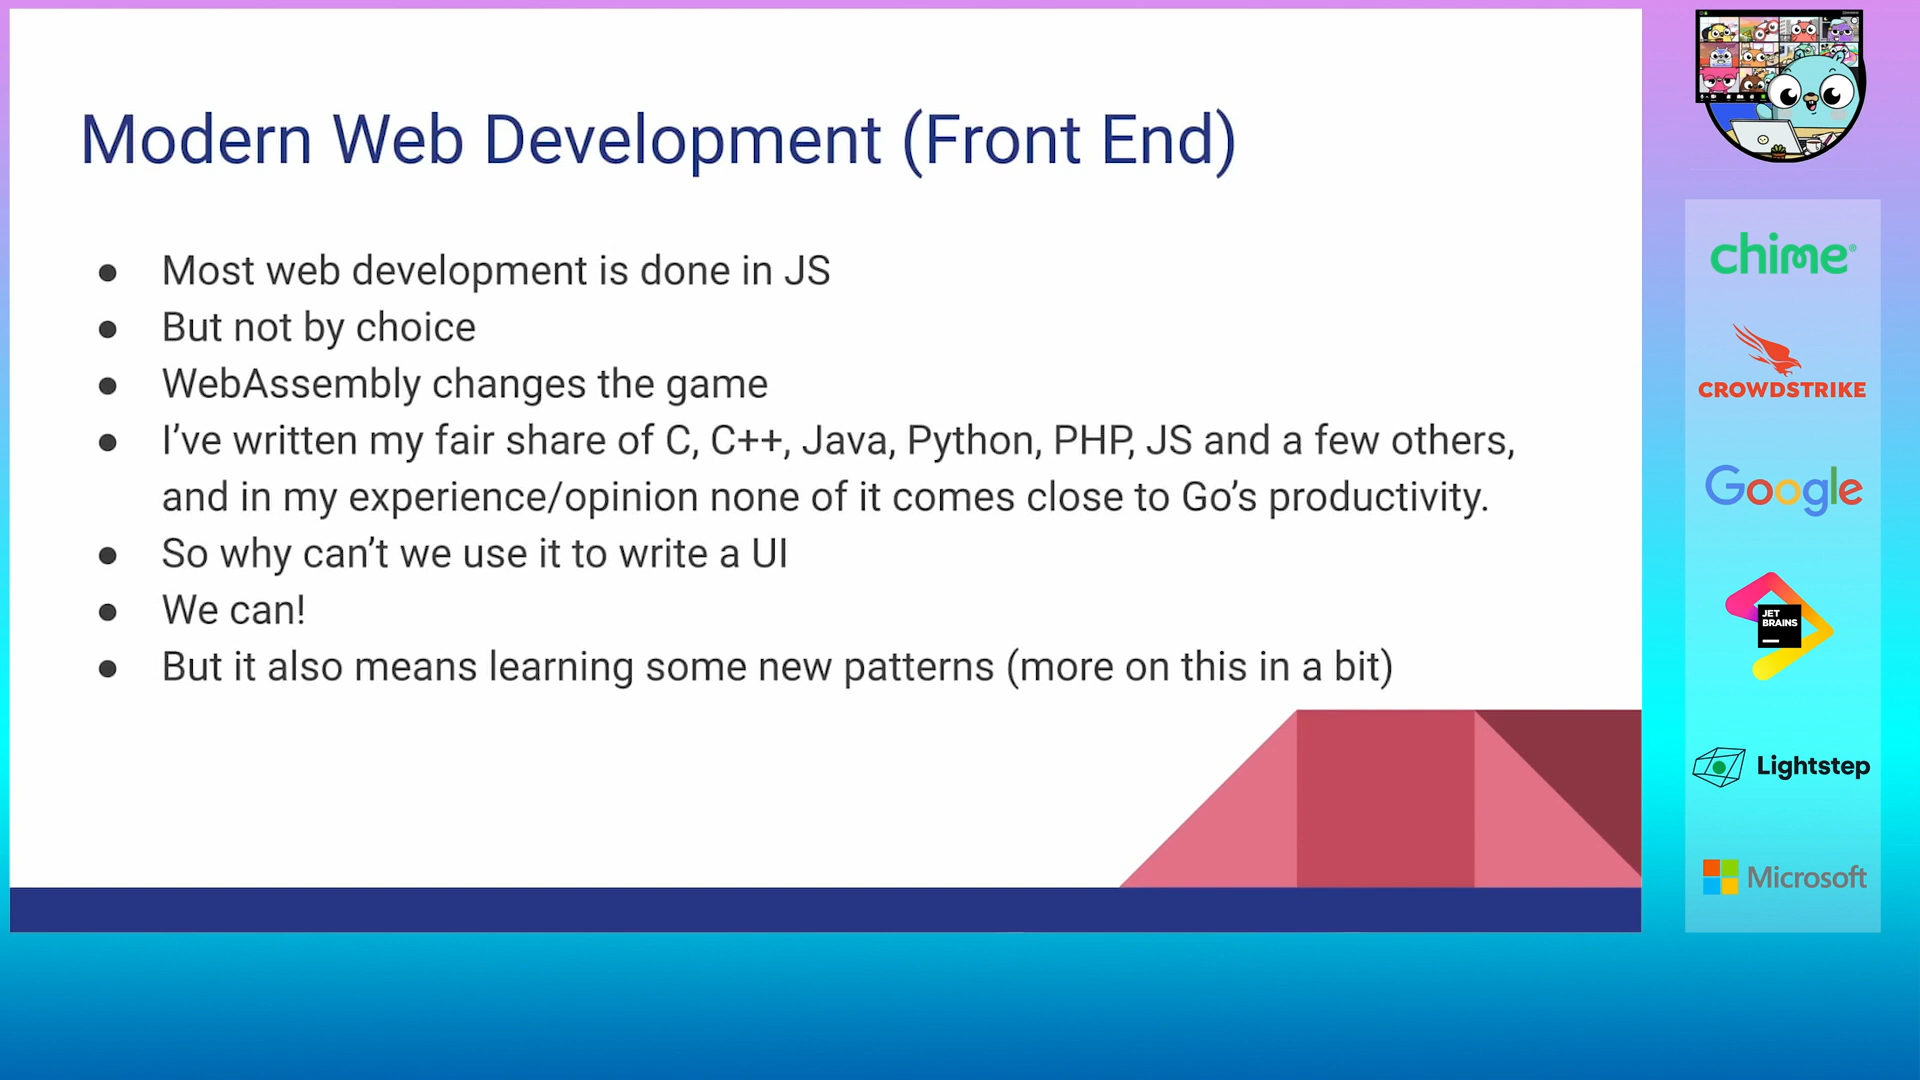 Modern Web Development (Front End)
● Most web development is done in JS
● But not by choice
● WebAssembly changes the game
● I’ve written my fair share of C, C++, Java, Python, PHP, JS and a few others,
and in my experience/opinion none of it comes close to Go’s productivity.
● So why can’t we use it to write a UI
● We can!
● But it also means learning some new patterns (more on this in a bit)
chime®
CROWDSTRIKE
Google
JET
BRAINS
Lightstep
Microsoft